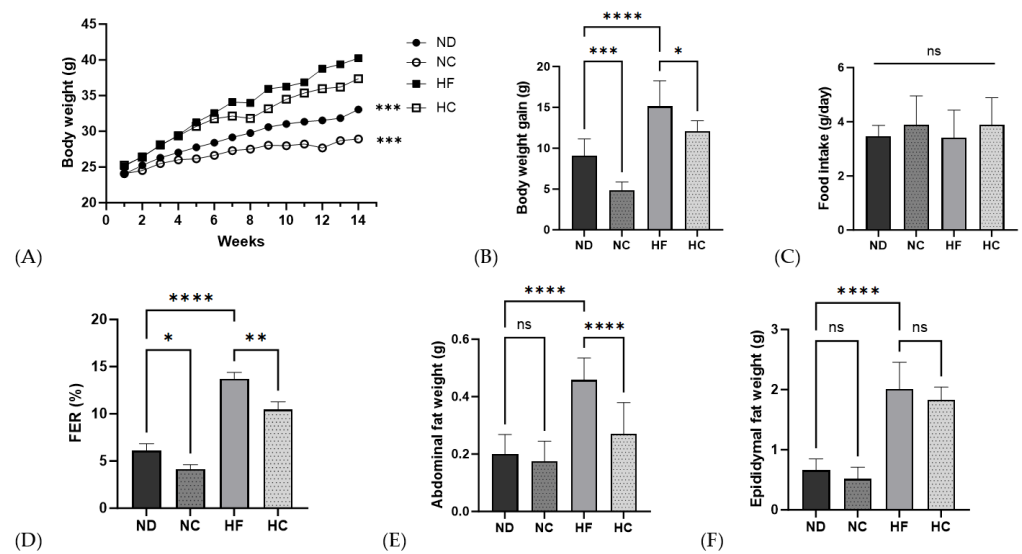 45
40
35
30
25
20
Body weight (g)
0 2 4 6 8 10 12 14
Weeks
ND
NC
HF
HC
***
***
(A)
****
***
*
20
15
10
5
0
Body weight gain (g)
ND NC HF HC
(B)
ns
6
4
2
0
Food intake (g/day)
ND NC HF HC
(C)
****
*
**
20
15
10
5
0
FER (%)
ND NC HF HC
(D)
****
ns
****
0.6
0.4
0.2
0.0
Abdominal fat weight (g)
ND NC HF HC
(E)
****
ns
ns
3
2
1
0
Epididymal fat weight (g)
ND NC HF HC
(F)